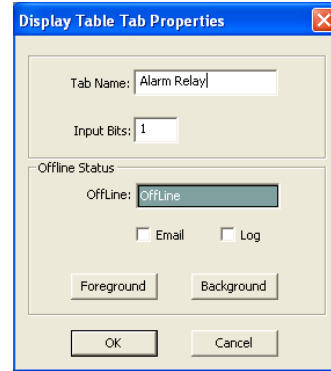 Display Table Tab Properties
Tab Name: Alarm Relay
Input Bits: 1
Offline Status
OffLine: OffLine
Email Log
Foreground Background
OK Cancel